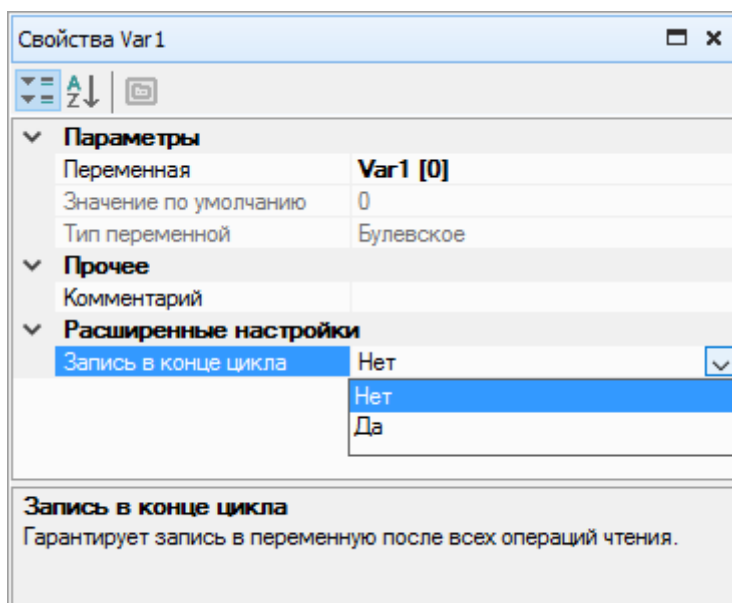 Свойства Var1
Параметры
Переменная Var1 [0]
Значение по умолчанию 0
Тип переменной Булевское
Прочее
Комментарий
Расширенные настройки
Запись в конце цикла Нет
Нет
Да
Запись в конце цикла
Гарантирует запись в переменную после всех операций чтения.